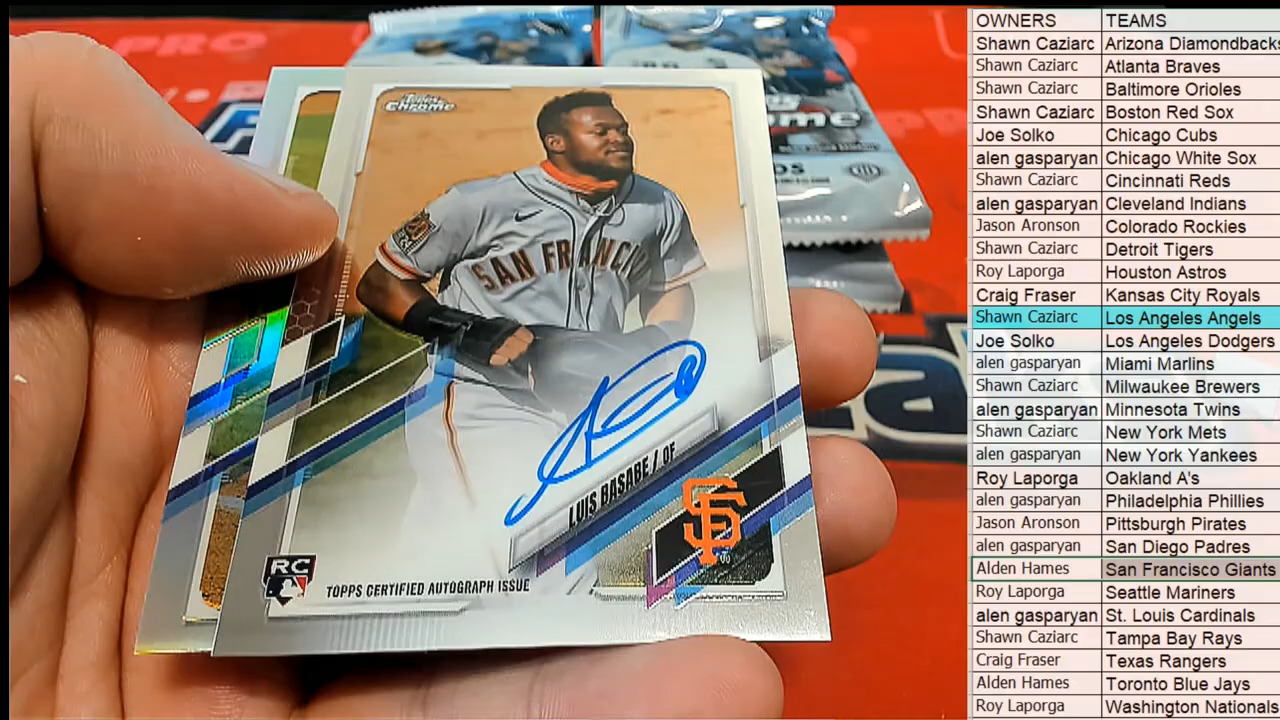 Topps
Chrome
SAN FRANCI
LUIS BASABE / OF
SF
RC
TOPPS CERTIFIED AUTOGRAPH ISSUE
PRO
PRO
OWNERS TEAMS
Shawn Caziarc Arizona Diamondbacks
Shawn Caziarc Atlanta Braves
Shawn Caziarc Baltimore Orioles
Shawn Caziarc Boston Red Sox
Joe Solko Chicago Cubs
alen gasparyan Chicago White Sox
Shawn Caziarc Cincinnati Reds
alen gasparyan Cleveland Indians
Jason Aronson Colorado Rockies
Shawn Caziarc Detroit Tigers
Roy Laporga Houston Astros
Craig Fraser Kansas City Royals
Shawn Caziarc Los Angeles Angels
Joe Solko Los Angeles Dodgers
alen gasparyan Miami Marlins
Shawn Caziarc Milwaukee Brewers
alen gasparyan Minnesota Twins
Shawn Caziarc New York Mets
alen gasparyan New York Yankees
Roy Laporga Oakland A's
alen gasparyan Philadelphia Phillies
Jason Aronson Pittsburgh Pirates
alen gasparyan San Diego Padres
Alden Hames San Francisco Giants
Roy Laporga Seattle Mariners
alen gasparyan St. Louis Cardinals
Shawn Caziarc Tampa Bay Rays
Craig Fraser Texas Rangers
Alden Hames Toronto Blue Jays
Roy Laporga Washington Nationals